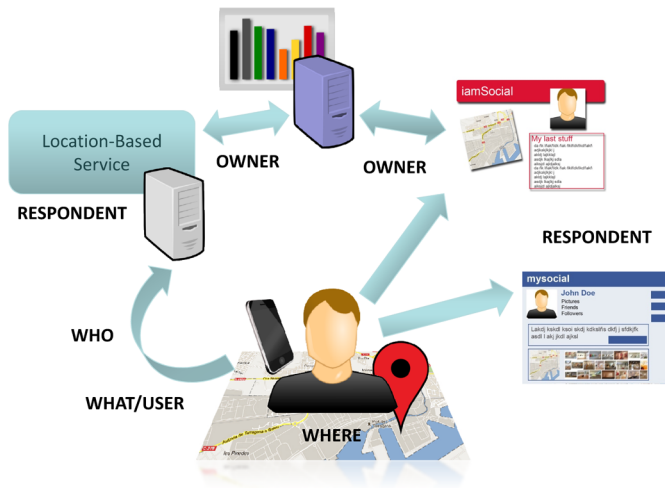 iamSocial
Location-Based
Service
OWNER
OWNER
My last stuff
RESPONDENT
RESPONDENT
mysocial
John Doe
Pictures
Friends
Followers
WHO
WHAT/USER
WHERE